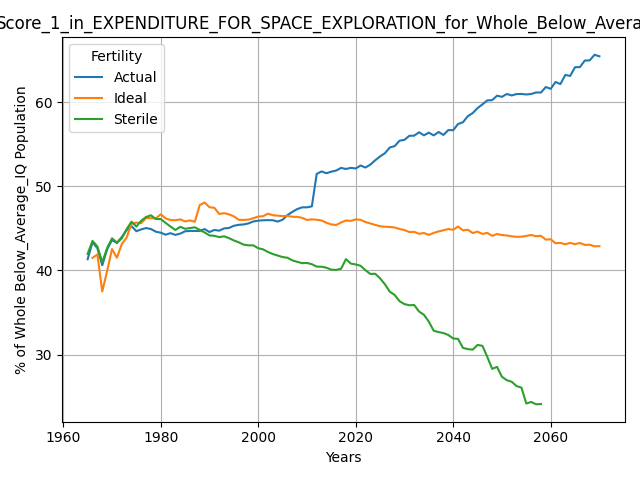 Score_1_in_EXPENDITURE_FOR_SPACE_EXPLORATION_for_Whole_Below_Avera
Fertility
Actual
Ideal
Sterile
% of Whole Below_Average_IQ Population
60
50
40
30
1960 1980 2000 2020 2040 2060
Years